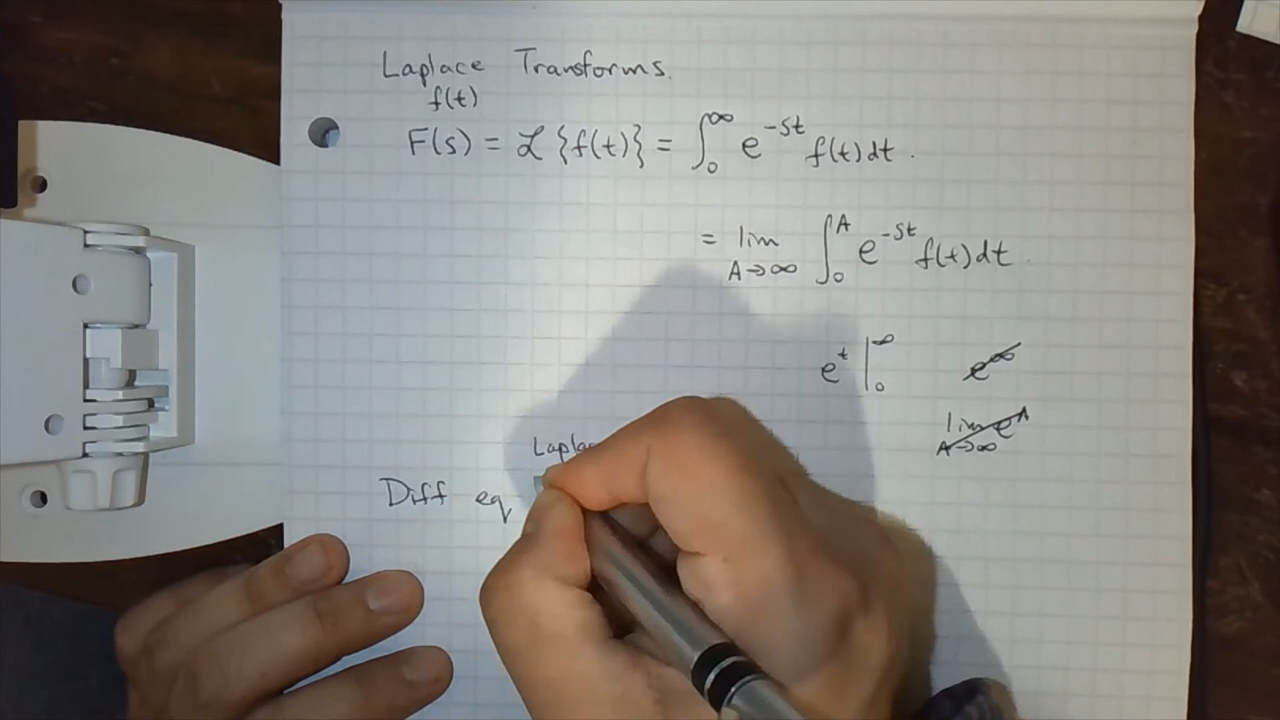 Laplace Transforms.
f(t)
F(s) = ℒ {f(t)} = ∫₀^∞ e^{-st} f(t) dt .
= lim_{A→∞} ∫₀^A e^{-st} f(t) dt .
e^t |₀^∞ e^∞
lim_{A→∞} e^A
Diff eq